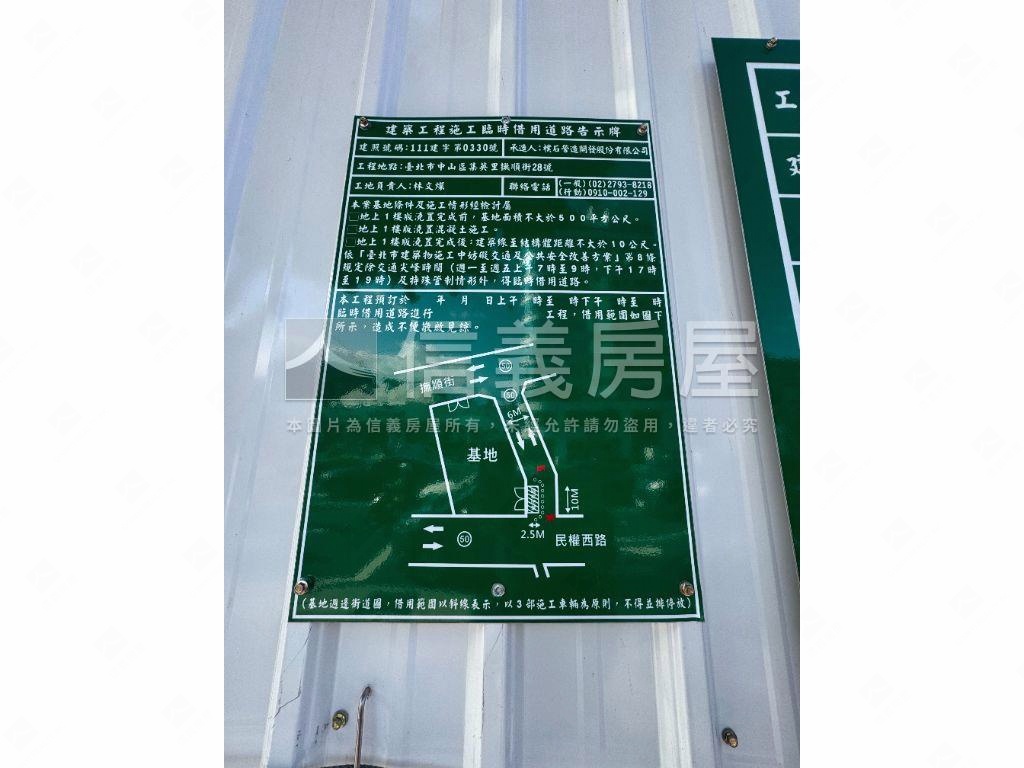 建築工程施工臨時借用道路告示牌
建照號碼:111建字第0330號
承造人:樸石營造開發股份有限公司
工程地點:臺北市中山區集英里撫順街28號
工地負責人:林文燦
聯絡電話
(一般)(02)2793-8218
(行動)0910-002-129
本案基地條件及施工情形經檢討屬
□地上1樓版澆置完成前,基地面積不大於500平方公尺。
□地上1樓版澆置混凝土施工。
□地上1樓版澆置完成後:建築線至結構體距離不大於10公尺。
依「臺北市建築物施工中妨礙交通及公共安全改善方案」第8條
規定除交通尖峰時間(週一至週五上午7時至9時,下午17時
至19時)及特殊管制情形外,得臨時借用道路。
本工程預訂於 年 月 日上午 時至 時下午 時至 時
臨時借用道路進行 工程,借用範圍如圖下
所示,造成不便敬見諒。
信義房屋
撫順街
50
50
6M
本圖片為信義房屋所有,未經允許請勿盜用,違者必究
基地
10M
2.5M
50
民權西路
(基地週邊街道圖,借用範圍以斜線表示,以3部施工車輛為原則,不得並排停放)
工
建